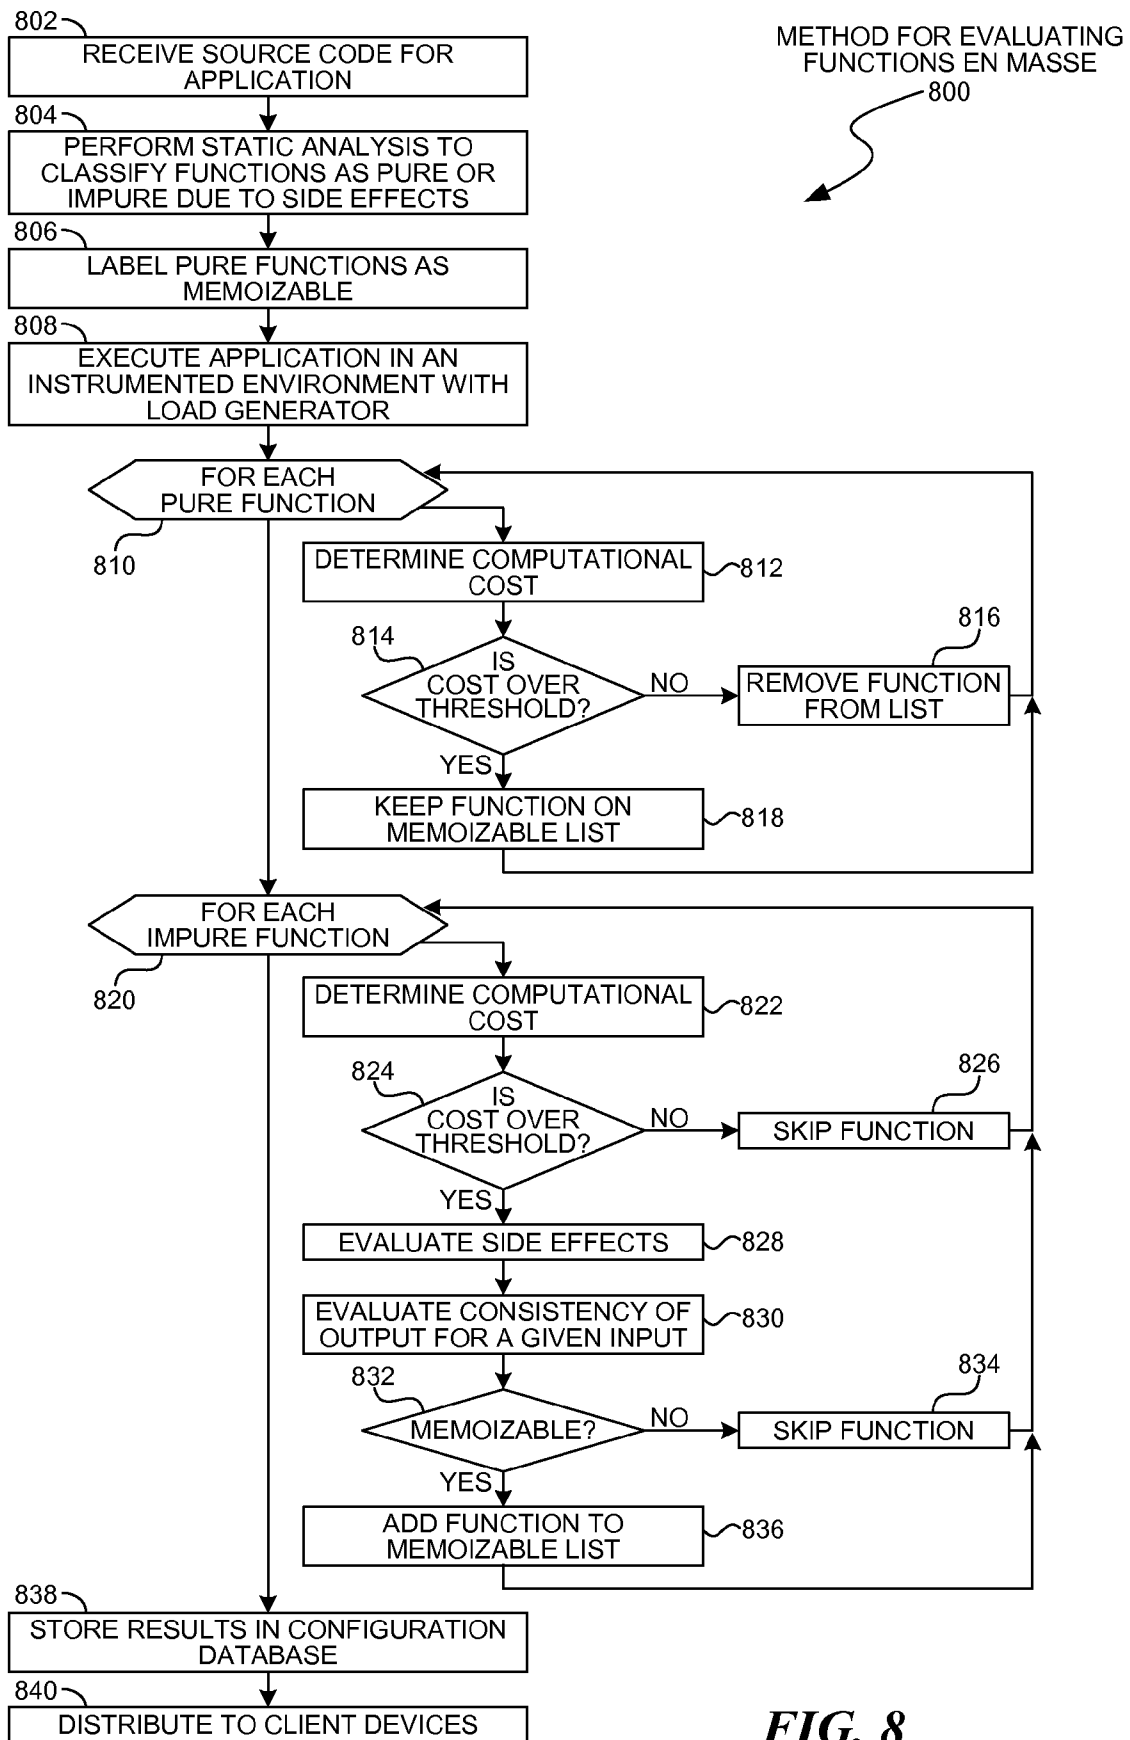 METHOD FOR EVALUATING
FUNCTIONS EN MASSE
800
802
RECEIVE SOURCE CODE FOR
APPLICATION
804
PERFORM STATIC ANALYSIS TO
CLASSIFY FUNCTIONS AS PURE OR
IMPURE DUE TO SIDE EFFECTS
806
LABEL PURE FUNCTIONS AS
MEMOIZABLE
808
EXECUTE APPLICATION IN AN
INSTRUMENTED ENVIRONMENT WITH
LOAD GENERATOR
FOR EACH
PURE FUNCTION
810
DETERMINE COMPUTATIONAL
COST
812
814
IS
COST OVER
THRESHOLD?
NO
816
REMOVE FUNCTION
FROM LIST
YES
KEEP FUNCTION ON
MEMOIZABLE LIST
818
FOR EACH
IMPURE FUNCTION
820
DETERMINE COMPUTATIONAL
COST
822
824
IS
COST OVER
THRESHOLD?
NO
826
SKIP FUNCTION
YES
EVALUATE SIDE EFFECTS
828
EVALUATE CONSISTENCY OF
OUTPUT FOR A GIVEN INPUT
830
832
MEMOIZABLE?
NO
834
SKIP FUNCTION
YES
ADD FUNCTION TO
MEMOIZABLE LIST
836
838
STORE RESULTS IN CONFIGURATION
DATABASE
840
DISTRIBUTE TO CLIENT DEVICES
FIG. 8